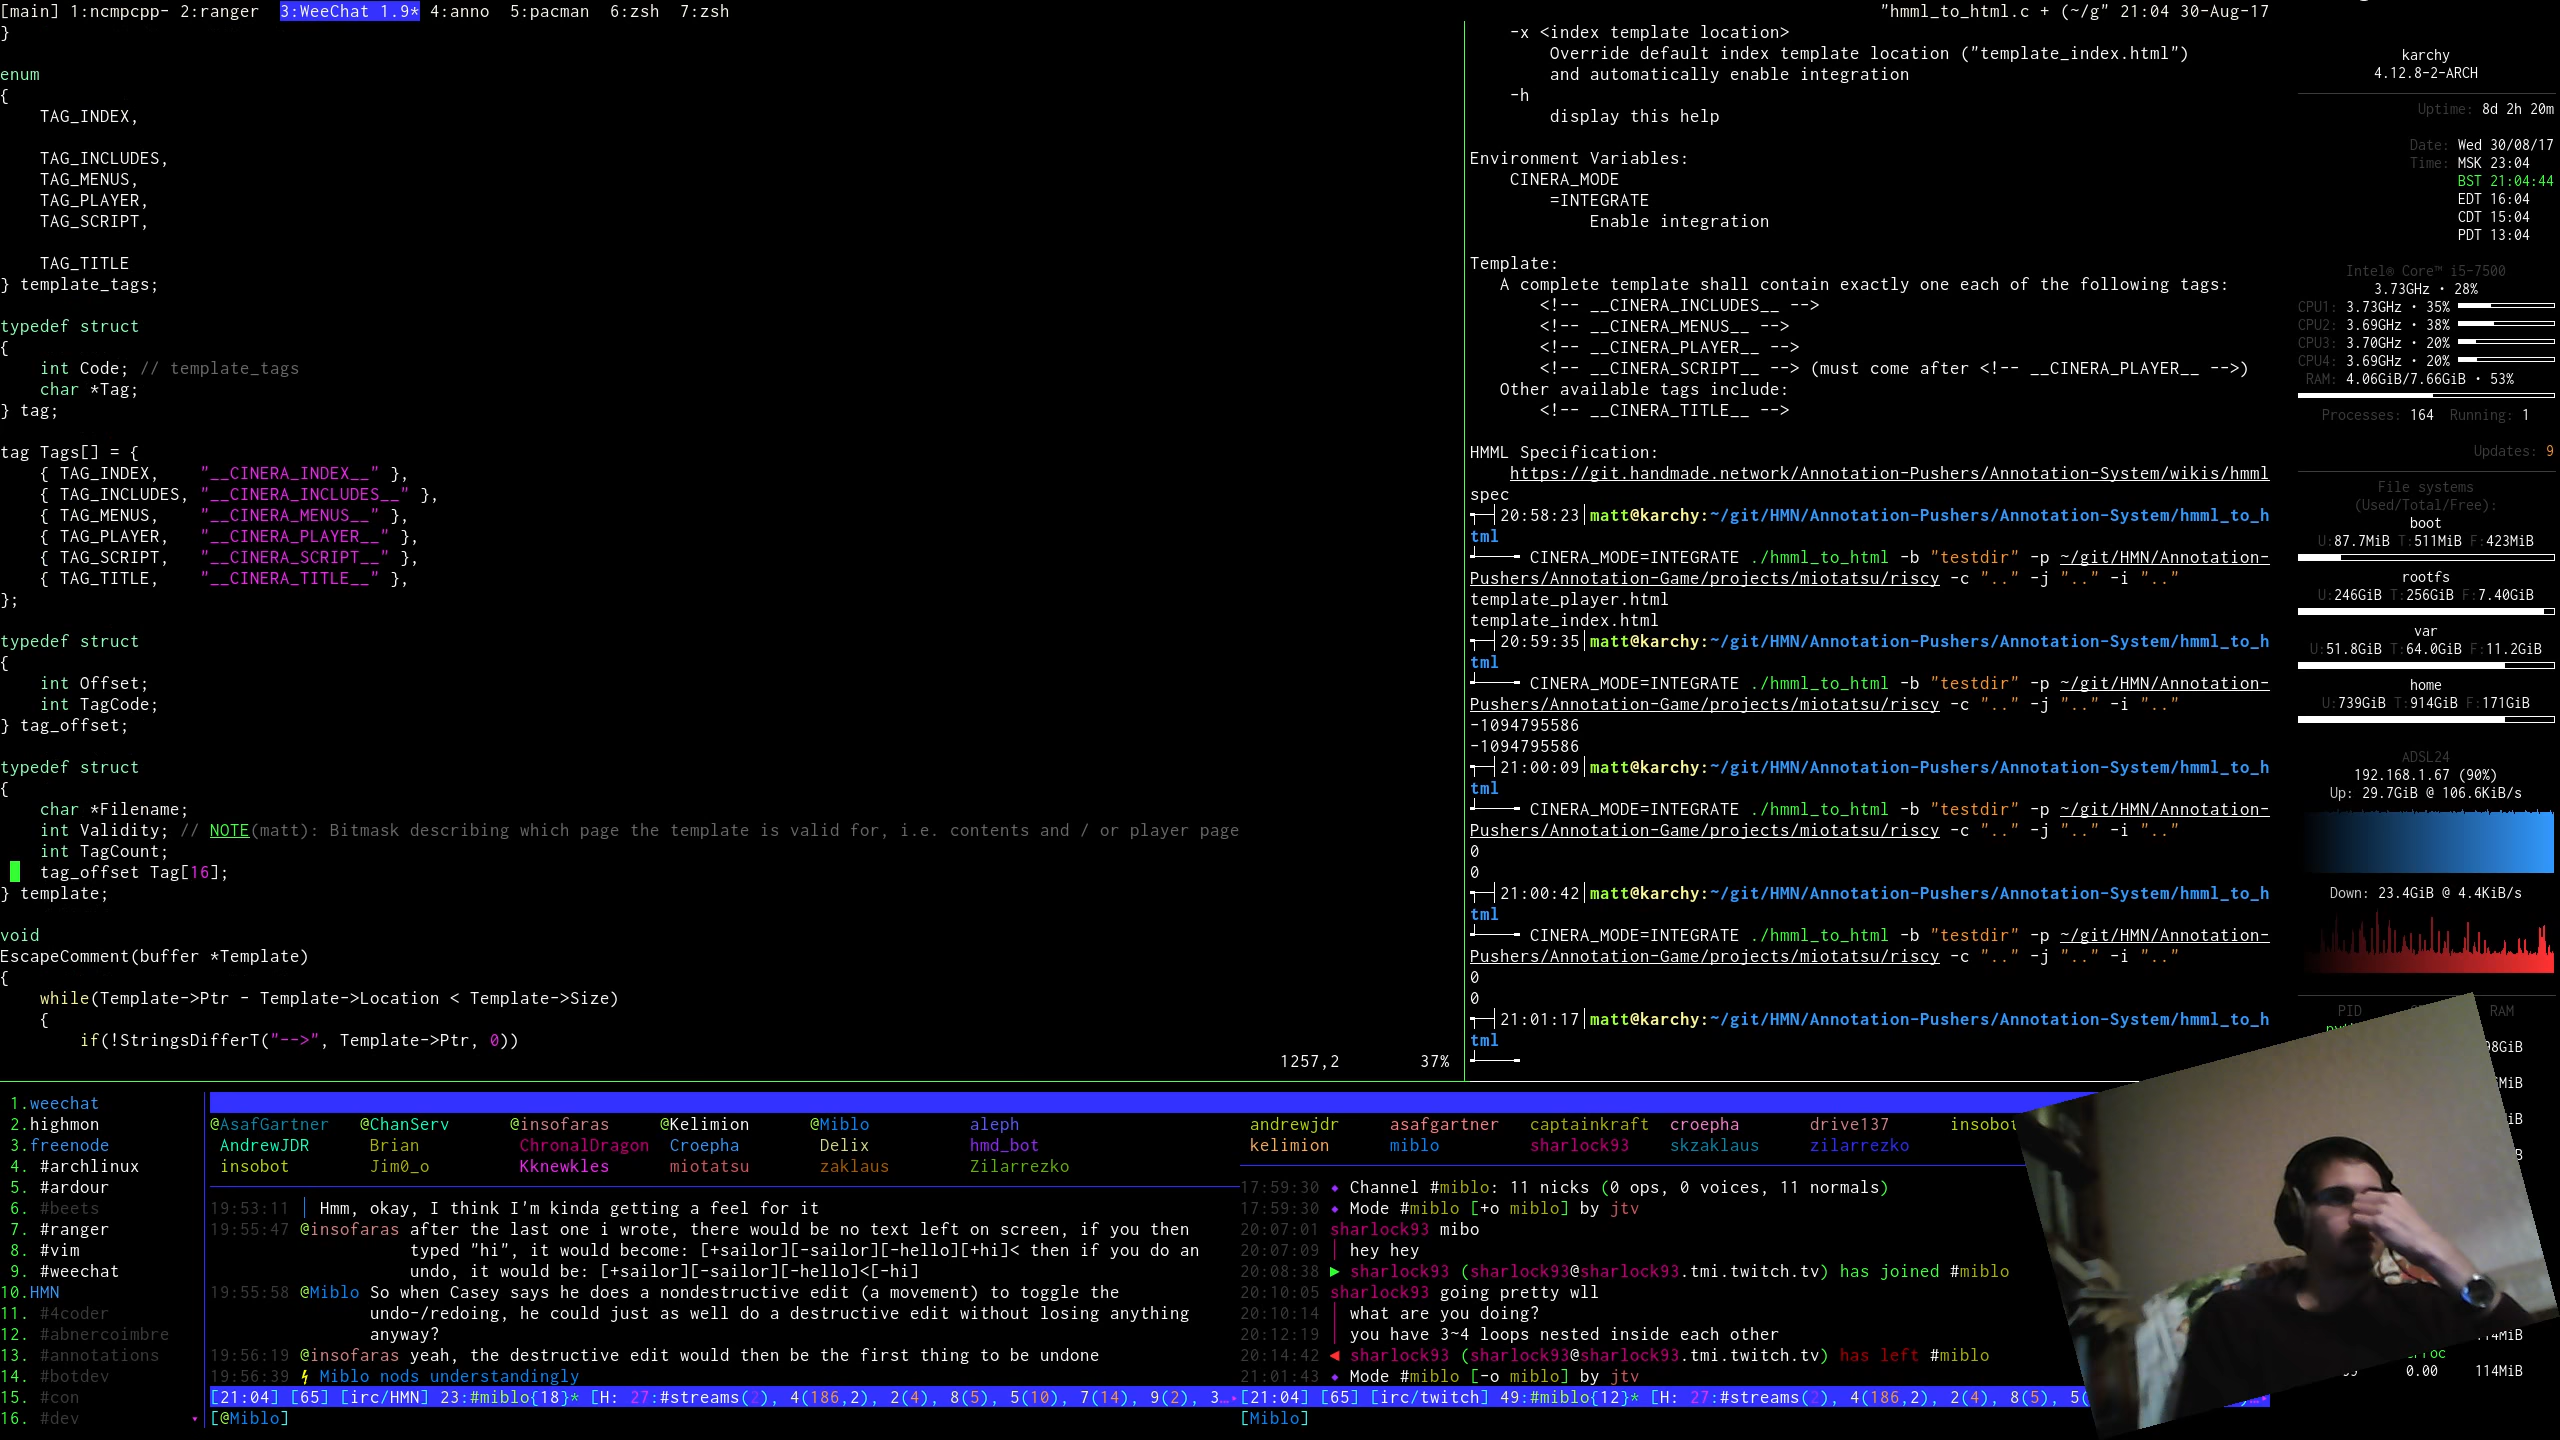 [main] 1:ncmpcpp- 2:ranger  3:WeeChat 1.9* 4:anno  5:pacman  6:zsh  7:zsh
"hmml_to_html.c + (~/g" 21:04 30-Aug-17
}
enum
{
    TAG_INDEX,
    TAG_INCLUDES,
    TAG_MENUS,
    TAG_PLAYER,
    TAG_SCRIPT,
    TAG_TITLE
} template_tags;
typedef struct
{
    int Code; // template_tags
    char *Tag;
} tag;
tag Tags[] = {
    { TAG_INDEX,    "__CINERA_INDEX__" },
    { TAG_INCLUDES, "__CINERA_INCLUDES__" },
    { TAG_MENUS,    "__CINERA_MENUS__" },
    { TAG_PLAYER,   "__CINERA_PLAYER__" },
    { TAG_SCRIPT,   "__CINERA_SCRIPT__" },
    { TAG_TITLE,    "__CINERA_TITLE__" },
};
typedef struct
{
    int Offset;
    int TagCode;
} tag_offset;
typedef struct
{
    char *Filename;
    int Validity; // NOTE(matt): Bitmask describing which page the template is valid for, i.e. contents and / or player page
    int TagCount;
    tag_offset Tag[16];
} template;
void
EscapeComment(buffer *Template)
{
    while(Template->Ptr - Template->Location < Template->Size)
    {
        if(!StringsDifferT("-->", Template->Ptr, 0))
1257,2        37%
    -x <index template location>
        Override default index template location ("template_index.html")
        and automatically enable integration
    -h
        display this help
Environment Variables:
    CINERA_MODE
        =INTEGRATE
            Enable integration
Template:
   A complete template shall contain exactly one each of the following tags:
       <!-- __CINERA_INCLUDES__ -->
       <!-- __CINERA_MENUS__ -->
       <!-- __CINERA_PLAYER__ -->
       <!-- __CINERA_SCRIPT__ --> (must come after <!-- __CINERA_PLAYER__ -->)
   Other available tags include:
       <!-- __CINERA_TITLE__ -->
HMML Specification:
    https://git.handmade.network/Annotation-Pushers/Annotation-System/wikis/hmml
spec
20:58:23|matt@karchy:~/git/HMN/Annotation-Pushers/Annotation-System/hmml_to_h
tml
CINERA_MODE=INTEGRATE ./hmml_to_html -b "testdir" -p ~/git/HMN/Annotation-
Pushers/Annotation-Game/projects/miotatsu/riscy -c ".." -j ".." -i ".."
template_player.html
template_index.html
20:59:35|matt@karchy:~/git/HMN/Annotation-Pushers/Annotation-System/hmml_to_h
tml
CINERA_MODE=INTEGRATE ./hmml_to_html -b "testdir" -p ~/git/HMN/Annotation-
Pushers/Annotation-Game/projects/miotatsu/riscy -c ".." -j ".." -i ".."
-1094795586
-1094795586
21:00:09|matt@karchy:~/git/HMN/Annotation-Pushers/Annotation-System/hmml_to_h
tml
CINERA_MODE=INTEGRATE ./hmml_to_html -b "testdir" -p ~/git/HMN/Annotation-
Pushers/Annotation-Game/projects/miotatsu/riscy -c ".." -j ".." -i ".."
0
0
21:00:42|matt@karchy:~/git/HMN/Annotation-Pushers/Annotation-System/hmml_to_h
tml
CINERA_MODE=INTEGRATE ./hmml_to_html -b "testdir" -p ~/git/HMN/Annotation-
Pushers/Annotation-Game/projects/miotatsu/riscy -c ".." -j ".." -i ".."
0
0
21:01:17|matt@karchy:~/git/HMN/Annotation-Pushers/Annotation-System/hmml_to_h
tml
karchy
4.12.8-2-ARCH
Uptime: 8d 2h 20m
Date: Wed 30/08/17
Time: MSK 23:04
BST 21:04:44
EDT 16:04
CDT 15:04
PDT 13:04
Intel® Core™ i5-7500
3.73GHz • 28%
CPU1: 3.73GHz • 35%
CPU2: 3.69GHz • 38%
CPU3: 3.70GHz • 20%
CPU4: 3.69GHz • 20%
RAM: 4.06GiB/7.66GiB • 53%
Processes: 164  Running: 1
Updates: 9
File systems
(Used/Total/Free):
boot
U:87.7MiB T:511MiB F:423MiB
rootfs
U:246GiB T:256GiB F:7.40GiB
var
U:51.8GiB T:64.0GiB F:11.2GiB
home
U:739GiB T:914GiB F:171GiB
ADSL24
192.168.1.67 (90%)
Up: 29.7GiB @ 106.6KiB/s
Down: 23.4GiB @ 4.4KiB/s
PID RAM
0.00 114MiB
1.weechat
2.highmon
3.freenode
4. #archlinux
5. #ardour
6. #beets
7. #ranger
8. #vim
9. #weechat
10.HMN
11. #4coder
12. #abnercoimbre
13. #annotations
14. #botdev
15. #con
16. #dev
@AsafGartner @ChanServ @insofaras @Kelimion @Miblo aleph
AndrewJDR Brian ChronalDragon Croepha Delix hmd_bot
insobot Jim0_o Kknewkles miotatsu zaklaus Zilarrezko
19:53:11 | Hmm, okay, I think I'm kinda getting a feel for it
19:55:47 @insofaras after the last one i wrote, there would be no text left on screen, if you then
typed "hi", it would become: [+sailor][-sailor][-hello][+hi]< then if you do an
undo, it would be: [+sailor][-sailor][-hello]<[-hi]
19:55:58 @Miblo So when Casey says he does a nondestructive edit (a movement) to toggle the
undo-/redoing, he could just as well do a destructive edit without losing anything
anyway?
19:56:19 @insofaras yeah, the destructive edit would then be the first thing to be undone
19:56:39 Miblo nods understandingly
[21:04] [65] [irc/HMN] 23:#miblo{18}* [H: 27:#streams(2), 4(186,2), 2(4), 8(5), 5(10), 7(14), 9(2), 3…
[@Miblo]
andrewjdr asafgartner captainkraft croepha drive137 insobot
kelimion miblo sharlock93 skzaklaus zilarrezko
17:59:30 Channel #miblo: 11 nicks (0 ops, 0 voices, 11 normals)
17:59:30 Mode #miblo [+o miblo] by jtv
20:07:01 sharlock93 mibo
20:07:09 | hey hey
20:08:38 sharlock93 (sharlock93@sharlock93.tmi.twitch.tv) has joined #miblo
20:10:05 sharlock93 going pretty wll
20:10:14 | what are you doing?
20:12:19 | you have 3~4 loops nested inside each other
20:14:42 sharlock93 (sharlock93@sharlock93.tmi.twitch.tv) has left #miblo
21:01:43 Mode #miblo [-o miblo] by jtv
[21:04] [65] [irc/twitch] 49:#miblo{12}* [H: 27:#streams(2), 4(186,2), 2(4), 8(5), 5(
[Miblo]